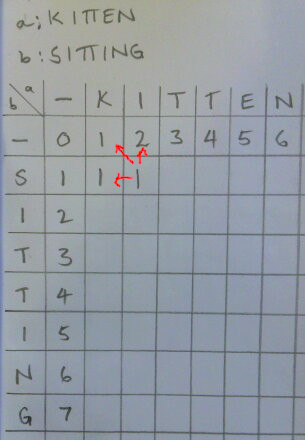 a: KITTEN
b: SITTING
b a - K I T T E N
- 0 1 2 3 4 5 6
S 1 1 1
I 2
T 3
T 4
I 5
N 6
G 7